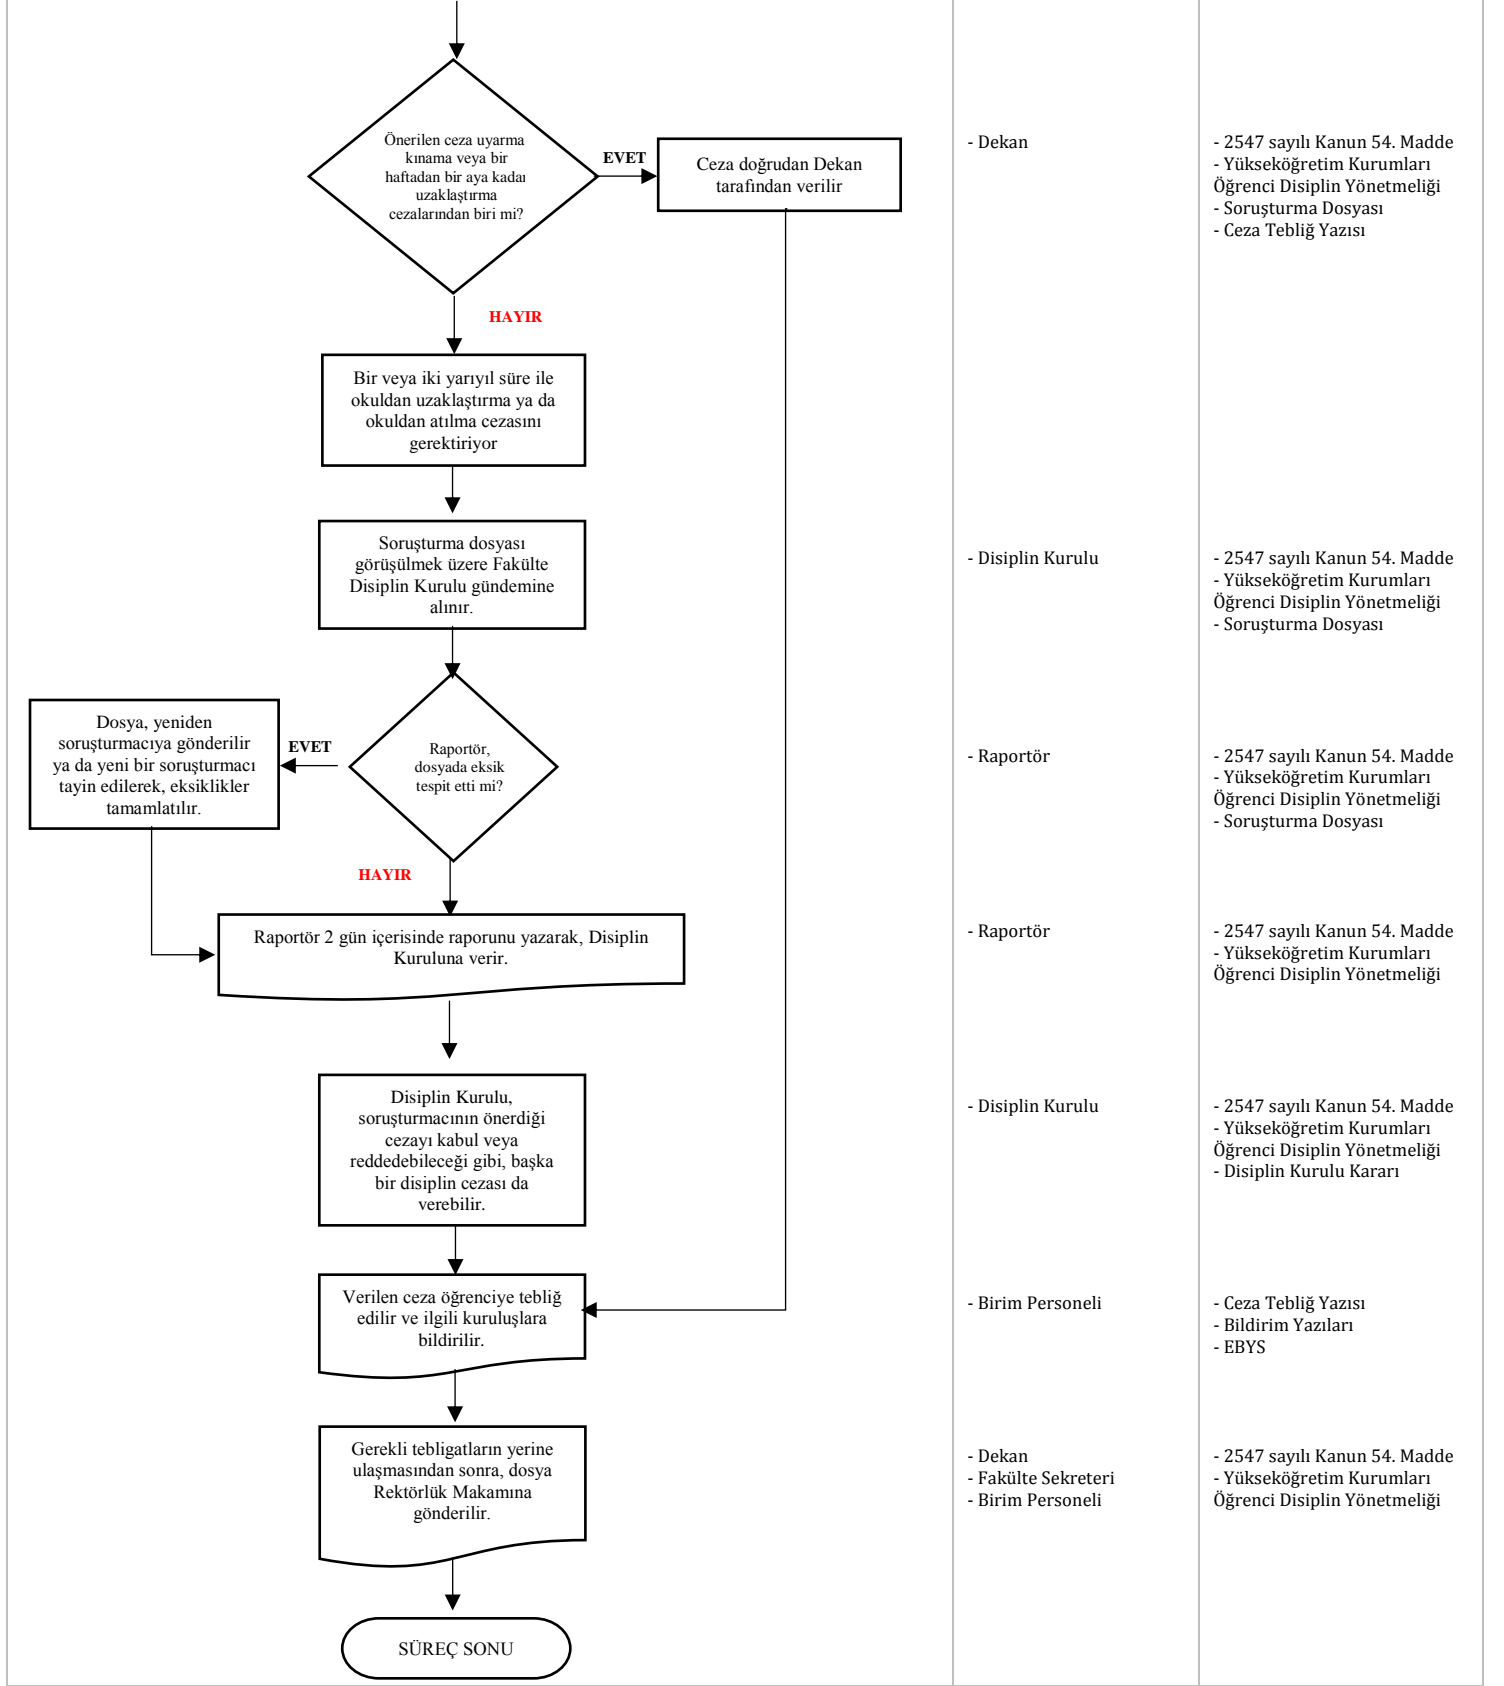 Önerilen ceza uyarma
kınama veya bir
haftadan bir aya kadar
uzaklaştırma
cezalarından biri mi?
EVET
Ceza doğrudan Dekan
tarafından verilir
- Dekan
- 2547 sayılı Kanun 54. Madde
- Yükseköğretim Kurumları
Öğrenci Disiplin Yönetmeliği
- Soruşturma Dosyası
- Ceza Tebliğ Yazısı
HAYIR
Bir veya iki yarıyıl süre ile
okuldan uzaklaştırma ya da
okuldan atılma cezasını
gerektiriyor
Soruşturma dosyası
görüşülmek üzere Fakülte
Disiplin Kurulu gündemine
alınır.
- Disiplin Kurulu
- 2547 sayılı Kanun 54. Madde
- Yükseköğretim Kurumları
Öğrenci Disiplin Yönetmeliği
- Soruşturma Dosyası
Raportör,
dosyada eksik
tespit etti mi?
EVET
Dosya, yeniden
soruşturmacıya gönderilir
ya da yeni bir soruşturmacı
tayin edilerek, eksiklikler
tamamlatılır.
- Raportör
- 2547 sayılı Kanun 54. Madde
- Yükseköğretim Kurumları
Öğrenci Disiplin Yönetmeliği
- Soruşturma Dosyası
HAYIR
Raportör 2 gün içerisinde raporunu yazarak, Disiplin
Kuruluna verir.
- Raportör
- 2547 sayılı Kanun 54. Madde
- Yükseköğretim Kurumları
Öğrenci Disiplin Yönetmeliği
Disiplin Kurulu,
soruşturmacının önerdiği
cezayı kabul veya
reddedebileceği gibi, başka
bir disiplin cezası da
verebilir.
- Disiplin Kurulu
- 2547 sayılı Kanun 54. Madde
- Yükseköğretim Kurumları
Öğrenci Disiplin Yönetmeliği
- Disiplin Kurulu Kararı
Verilen ceza öğrenciye tebliğ
edilir ve ilgili kuruluşlara
bildirilir.
- Birim Personeli
- Ceza Tebliğ Yazısı
- Bildirim Yazıları
- EBYS
Gerekli tebligatların yerine
ulaşmasından sonra, dosya
Rektörlük Makamına
gönderilir.
- Dekan
- Fakülte Sekreteri
- Birim Personeli
- 2547 sayılı Kanun 54. Madde
- Yükseköğretim Kurumları
Öğrenci Disiplin Yönetmeliği
SÜREÇ SONU